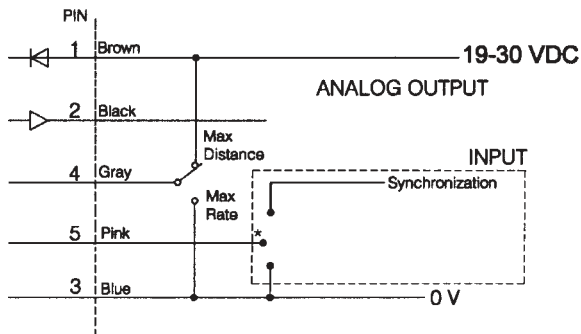 PIN
1 Brown
19-30 VDC
ANALOG OUTPUT
2 Black
Max
Distance
INPUT
4 Gray
Synchronization
Max
Rate
5 Pink
*
3 Blue
0 V